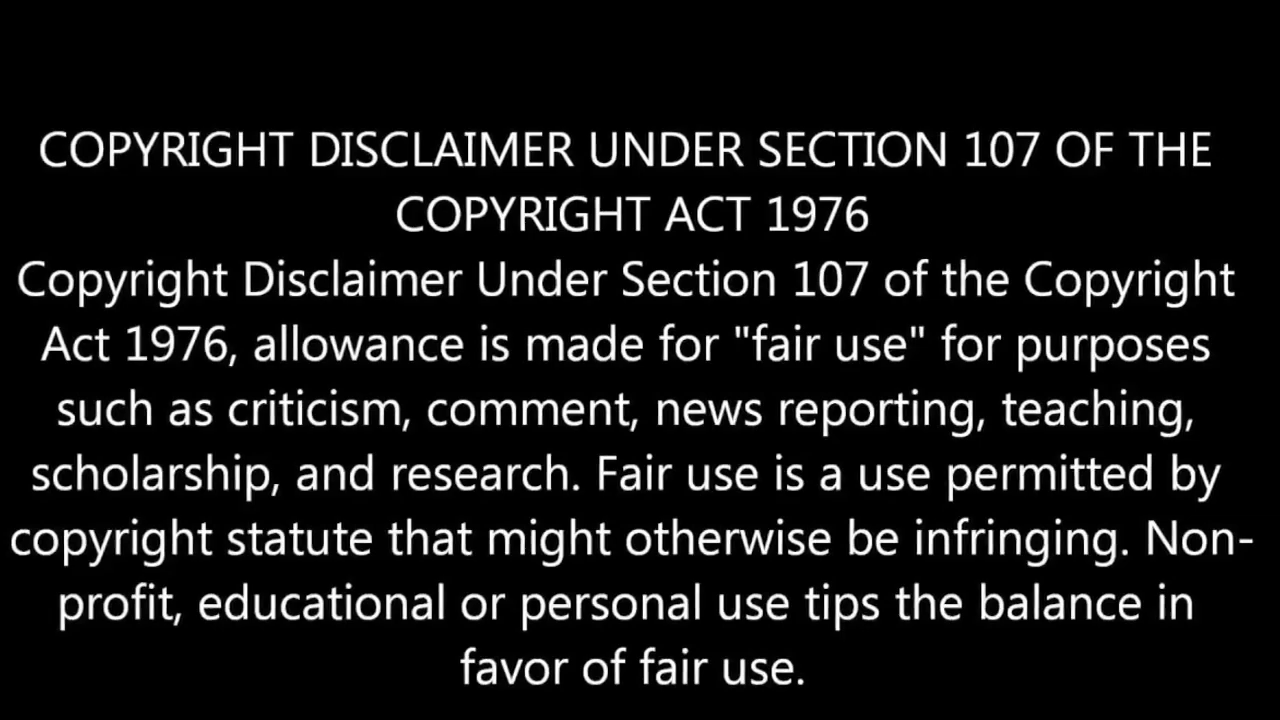 COPYRIGHT DISCLAIMER UNDER SECTION 107 OF THE
COPYRIGHT ACT 1976
Copyright Disclaimer Under Section 107 of the Copyright
Act 1976, allowance is made for "fair use" for purposes
such as criticism, comment, news reporting, teaching,
scholarship, and research. Fair use is a use permitted by
copyright statute that might otherwise be infringing. Non-
profit, educational or personal use tips the balance in
favor of fair use.